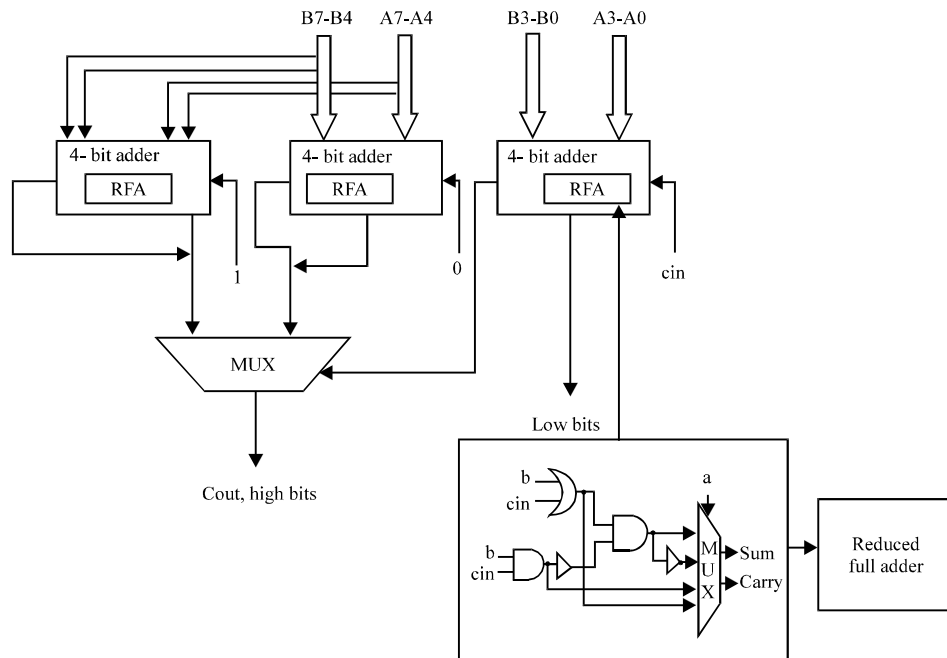 B7-B4
A7-A4
B3-B0
A3-A0
4- bit adder
RFA
4- bit adder
RFA
4- bit adder
RFA
1
0
cin
MUX
Low bits
Cout, high bits
a
b
cin
b
cin
M
U
X
Sum
Carry
Reduced
full adder